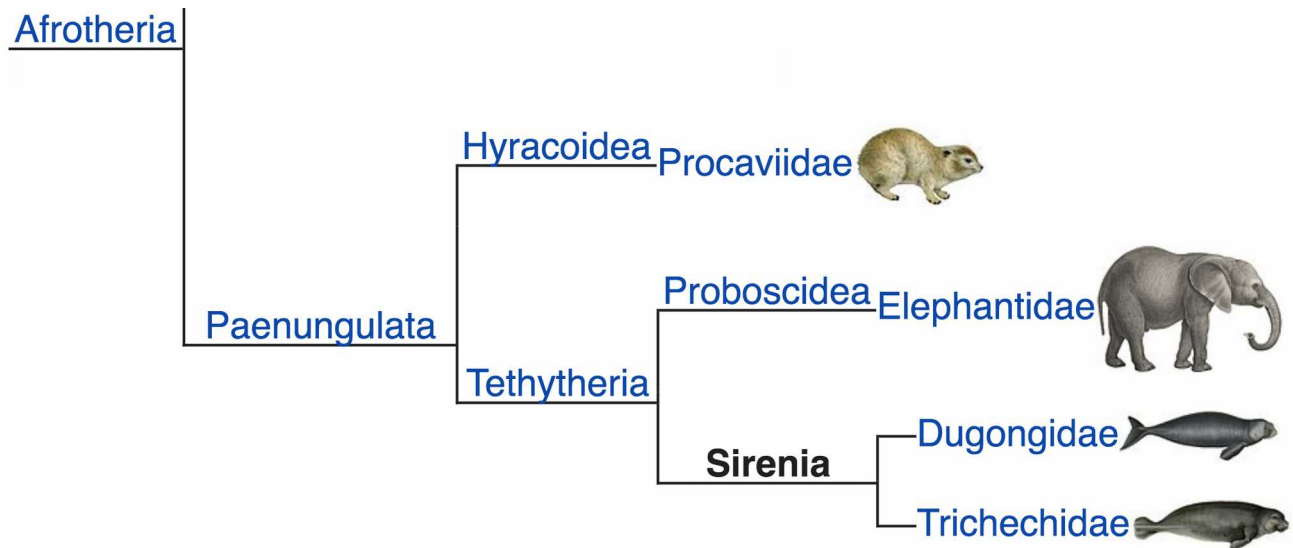 Afrotheria
Hyracoidea
Procaviidae
Proboscidea
Elephantidae
Paenungulata
Tethytheria
Dugongidae
Sirenia
Trichechidae